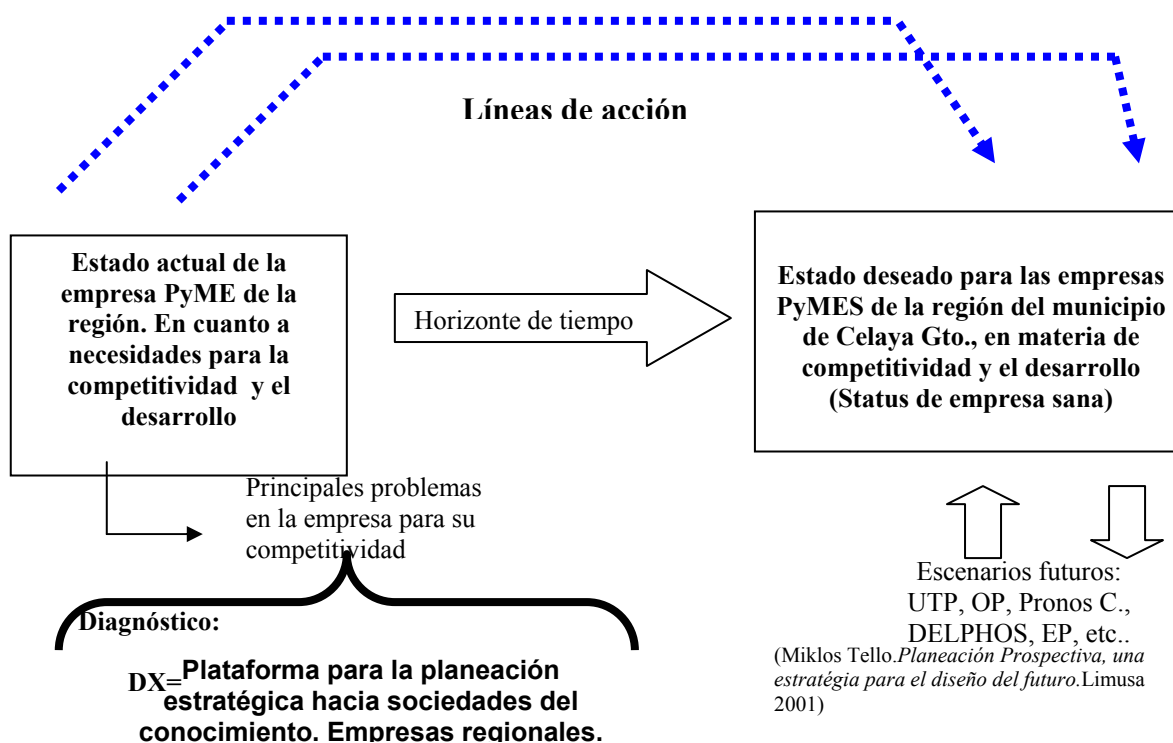 Líneas de acción
Estado actual de la
empresa PyME de la
región. En cuanto a
necesidades para la
competitividad y el
desarrollo
Horizonte de tiempo
Estado deseado para las empresas
PyMES de la región del municipio
de Celaya Gto., en materia de
competitividad y el desarrollo
(Status de empresa sana)
Principales problemas
en la empresa para su
competitividad
Diagnóstico:
DX=Plataforma para la planeación
estratégica hacia sociedades del
conocimiento. Empresas regionales.
Escenarios futuros:
UTP, OP, Pronos C.,
DELPHOS, EP, etc..
(Miklos Tello.Planeación Prospectiva, una
estratégia para el diseño del futuro.Limusa
2001)